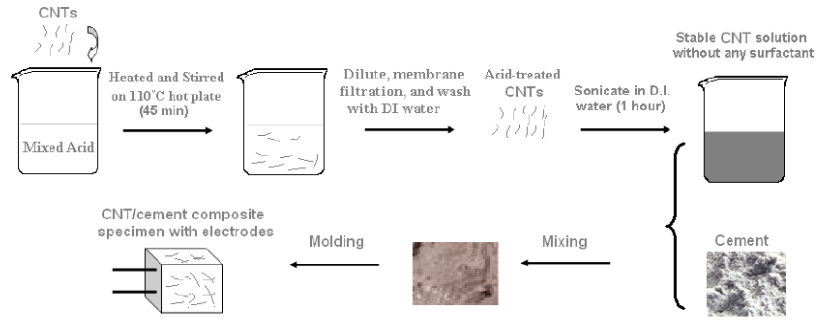 CNTs
Mixed Acid
Heated and Stirred
on 110°C hot plate
(45 min)
Dilute, membrane
filtration, and wash
with DI water
Acid-treated
CNTs
Sonicate in D.I.
water (1 hour)
Stable CNT solution
without any surfactant
Cement
Mixing
Molding
CNT/cement composite
specimen with electrodes